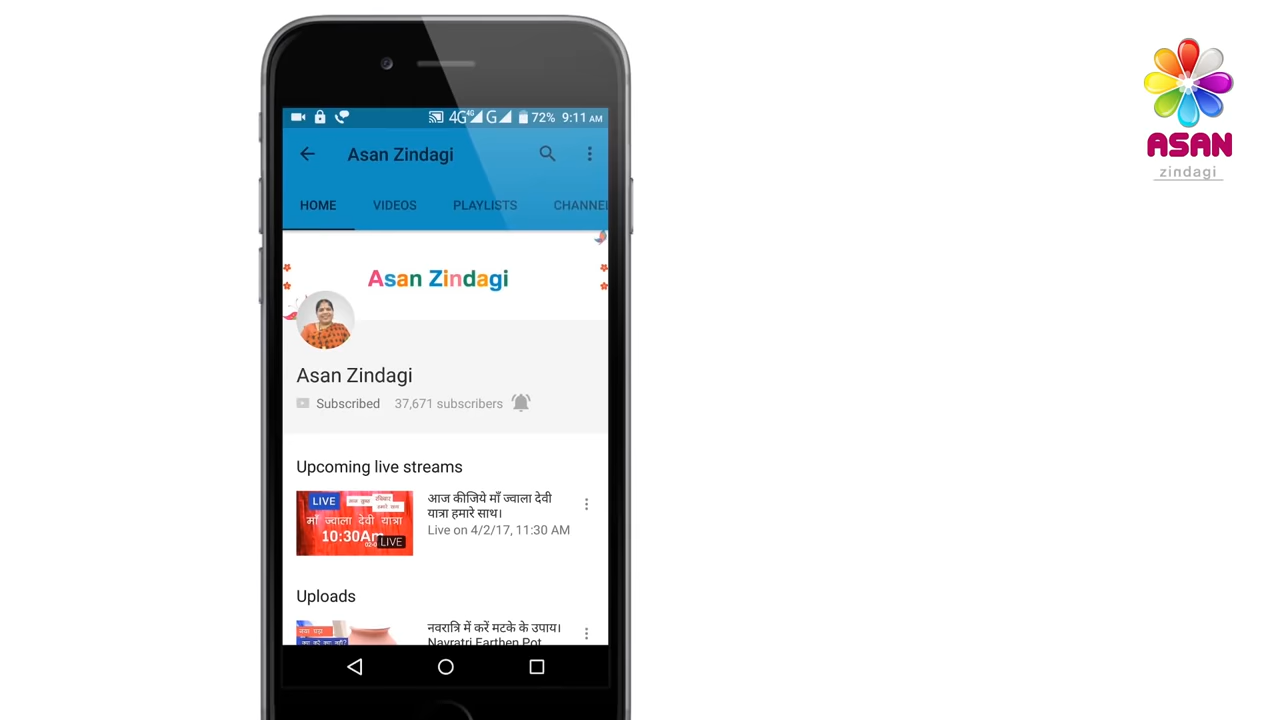 4G 4G G 72% 9:11 AM
Asan Zindagi
HOME VIDEOS PLAYLISTS CHANNEL
Asan Zindagi
Asan Zindagi
Subscribed 37,671 subscribers
Upcoming live streams
LIVE
माँ ज्वाला देवी यात्रा
10:30Am
LIVE
आज कीजिये माँ ज्वाला देवी
यात्रा हमारे साथ।
Live on 4/2/17, 11:30 AM
Uploads
नवरात्रि में करें मटके के उपाय।
Navratri Earthen Pot
ASAN
zindagi